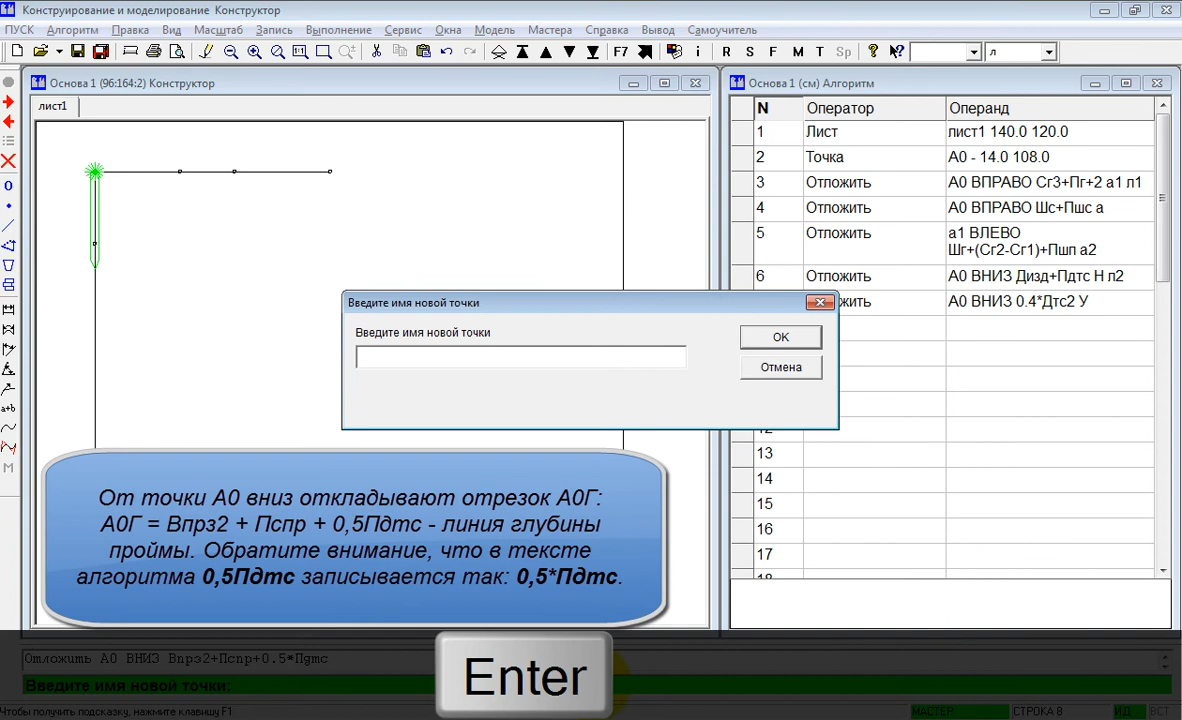 Конструирование и моделирование Конструктор
ПУСК Алгоритм Правка Вид Масштаб Запись Выполнение Сервис Окна Модель Мастера Справка Вывод Самоучитель
F7 i R S F M T Sp л
Основа 1 (96:164:2) Конструктор
Основа 1 (см) Алгоритм
лист1
N Оператор Операнд
1 Лист лист1 140.0 120.0
2 Точка А0 - 14.0 108.0
3 Отложить А0 ВПРАВО Сг3+Пг+2 а1 л1
4 Отложить А0 ВПРАВО Шс+Пшс а
5 Отложить а1 ВЛЕВО
Шг+(Сг2-Сг1)+Пшп а2
6 Отложить А0 ВНИЗ Дизд+Пдтс Н л2
жить А0 ВНИЗ 0.4*Дтс2 У
Введите имя новой точки
Введите имя новой точки
OK
Отмена
12
13
14
15
16
17
18
От точки А0 вниз откладывают отрезок А0Г:
А0Г = Впрз2 + Пспр + 0,5Пдтс - линия глубины
проймы. Обратите внимание, что в тексте
алгоритма 0,5Пдтс записывается так: 0,5*Пдтс.
Отложить А0 ВНИЗ Впрз2+Пспр+0.5*Пдтс
Введите имя новой точки:
Enter
Чтобы получить подсказку, нажмите клавишу F1
МАСТЕР СТРОКА 8 ИД ВСТ
a+b
M